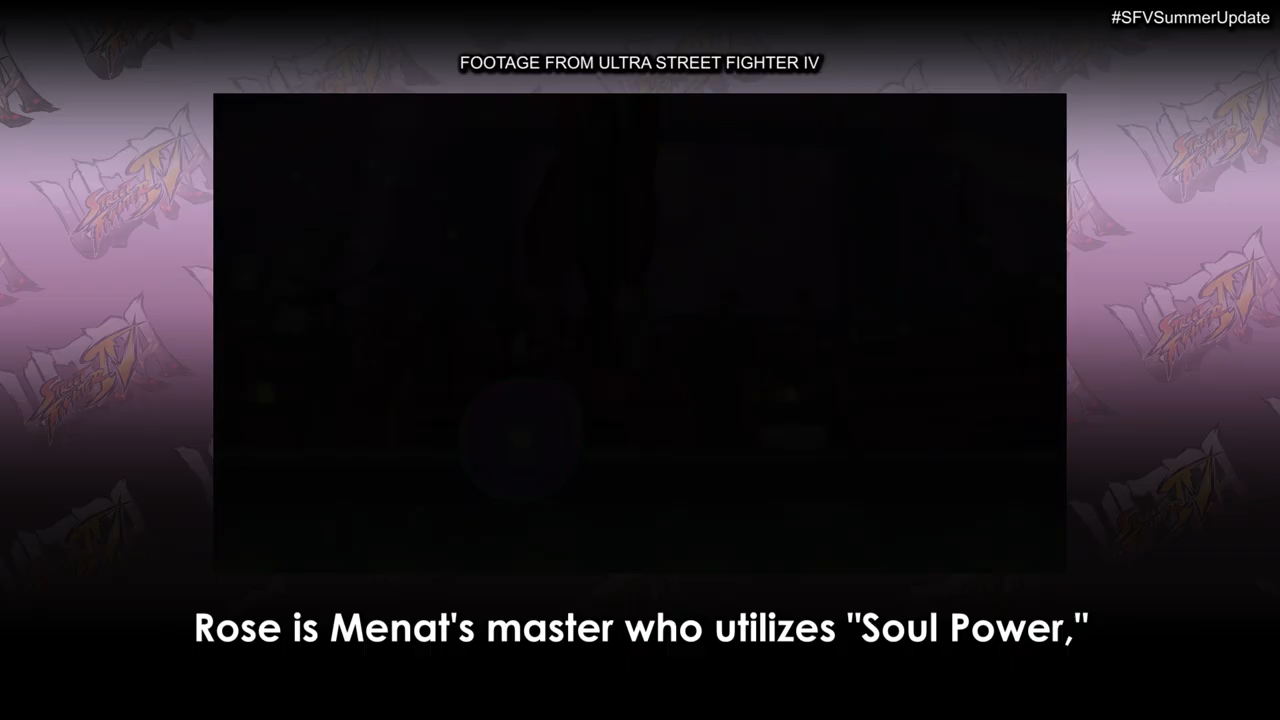 #SFVSummerUpdate
FOOTAGE FROM ULTRA STREET FIGHTER IV
Rose is Menat's master who utilizes "Soul Power,"